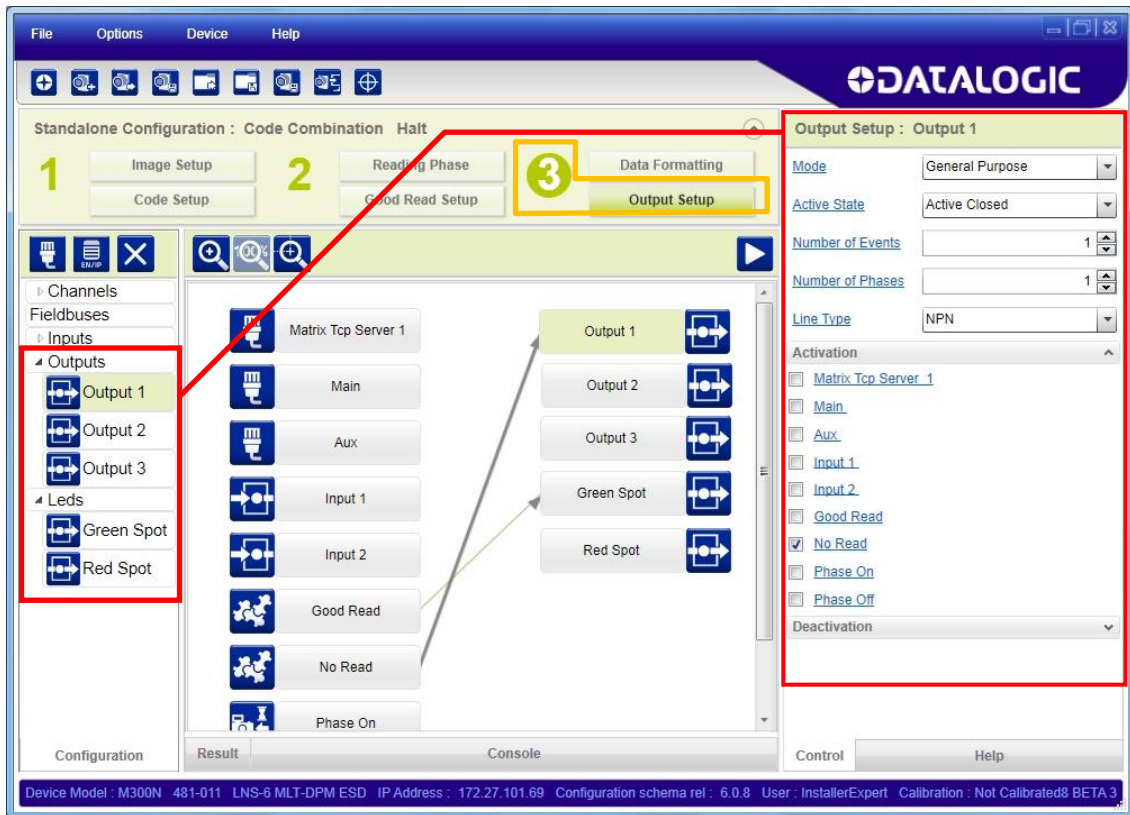 File Options Device Help
DATALOGIC
Standalone Configuration : Code Combination Halt
1 Image Setup 2 Reading Phase 3 Data Formatting
Code Setup Good Read Setup Output Setup
EN/IP
Channels
Fieldbuses
Inputs
Outputs
Output 1
Output 2
Output 3
Leds
Green Spot
Red Spot
Configuration
100%
Matrix Tcp Server 1
Main
Aux
Input 1
Input 2
Good Read
No Read
Phase On
Output 1
Output 2
Output 3
Green Spot
Red Spot
Result Console
Output Setup : Output 1
Mode General Purpose
Active State Active Closed
Number of Events 1
Number of Phases 1
Line Type NPN
Activation
Matrix Tcp Server 1
Main
Aux
Input 1
Input 2
Good Read
No Read
Phase On
Phase Off
Deactivation
Control Help
Device Model : M300N 481-011 LNS-6 MLT-DPM ESD IP Address : 172.27.101.69 Configuration schema rel : 6.0.8 User : InstallerExpert Calibration : Not Calibrated8 BETA 3